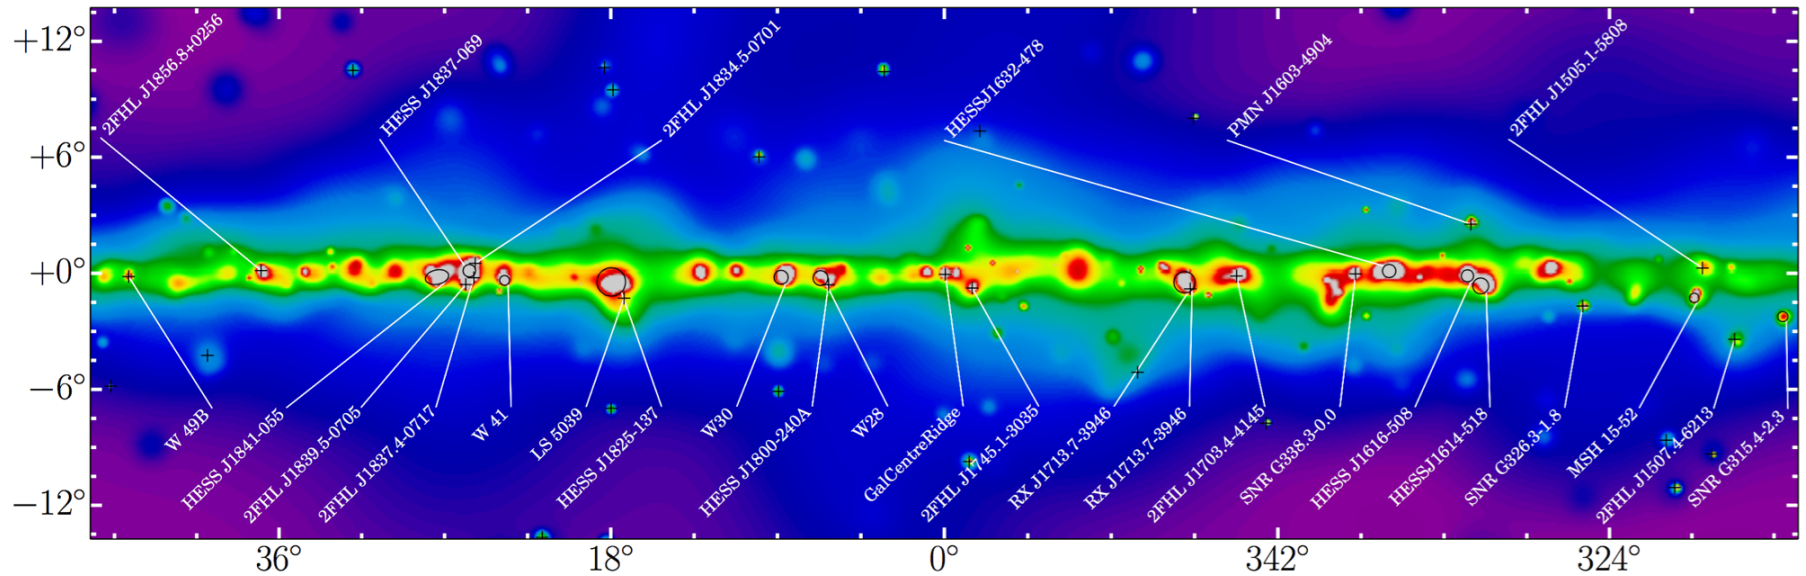 +12°
+6°
+0°
−6°
−12°
2FHL J1856.8+0256
HESS J1837-069
2FHL J1834.5-0701
HESSJ1632-478
PMN J1603-4904
2FHL J1505.1-5808
W 49B
HESS J1841-055
2FHL J1839.5-0705
2FHL J1837.4-0717
W 41
LS 5039
HESS J1825-137
W30
HESS J1800-240A
W28
GalCentreRidge
2FHL J1745.1-3035
RX J1713.7-3946
RX J1713.7-3946
2FHL J1703.4-4145
SNR G338.3-0.0
HESS J1616-508
HESSJ1614-518
SNR G326.3-1.8
MSH 15-52
2FHL J1507.4-6213
SNR G315.4-2.3
36°
18°
0°
342°
324°